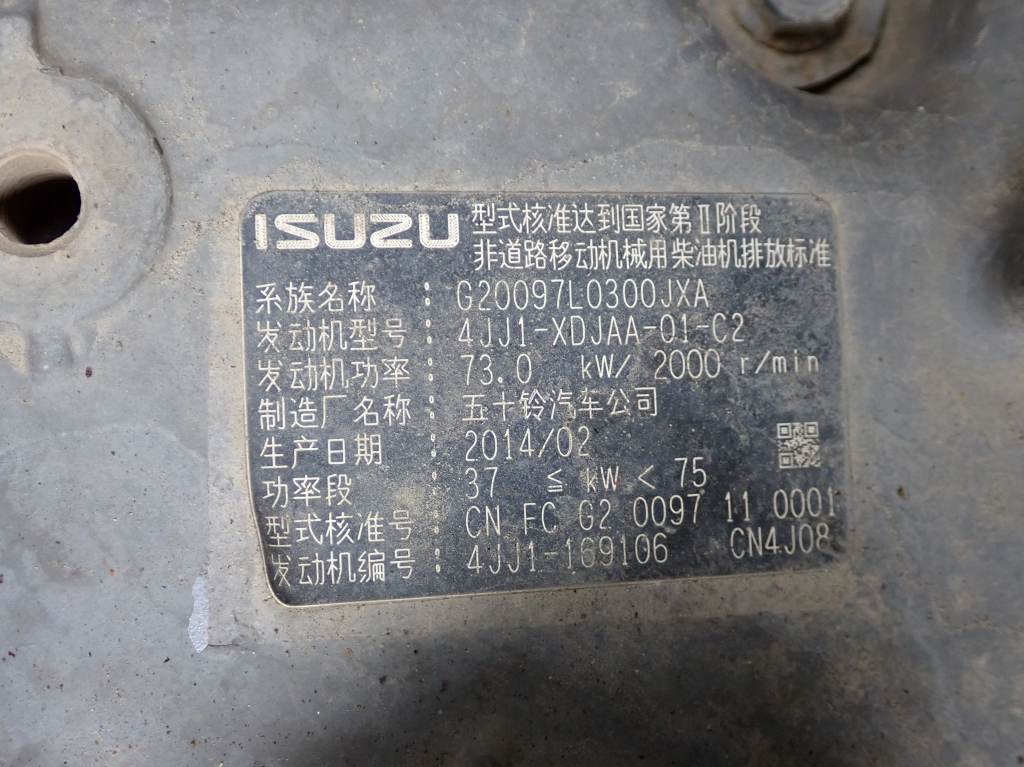 ISUZU 型式核准达到国家第Ⅱ阶段
非道路移动机械用柴油机排放标准
系族名称 : G20097L0300JXA
发动机型号 : 4JJ1-XDJAA-01-C2
发动机功率 : 73.0 kW/ 2000 r/min
制造厂名称 : 五十铃汽车公司
生产日期 : 2014/02
功率段 : 37 ≤ kW < 75
型式核准号 : CN FC G2 0097 11 0001
发动机编号 : 4JJ1-169106 CN4J08